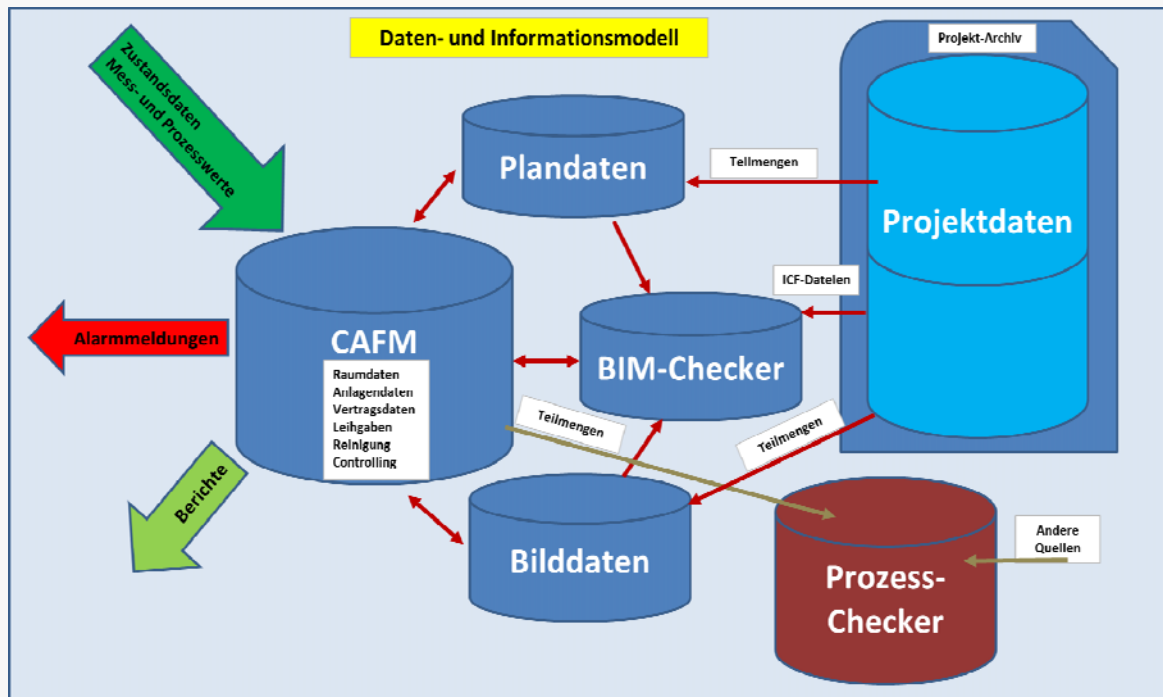 Daten- und Informationsmodell
Projekt-Archiv
Zustandsdaten
Mess- und Prozesswerte
Plandaten
Teilmengen
Projektdaten
ICF-Dateien
Alarmmeldungen
CAFM
Raumdaten
Anlagendaten
Vertragsdaten
Leihgaben
Reinigung
Controlling
BIM-Checker
Teilmengen
Teilmengen
Berichte
Bilddaten
Prozess-
Checker
Andere
Quellen